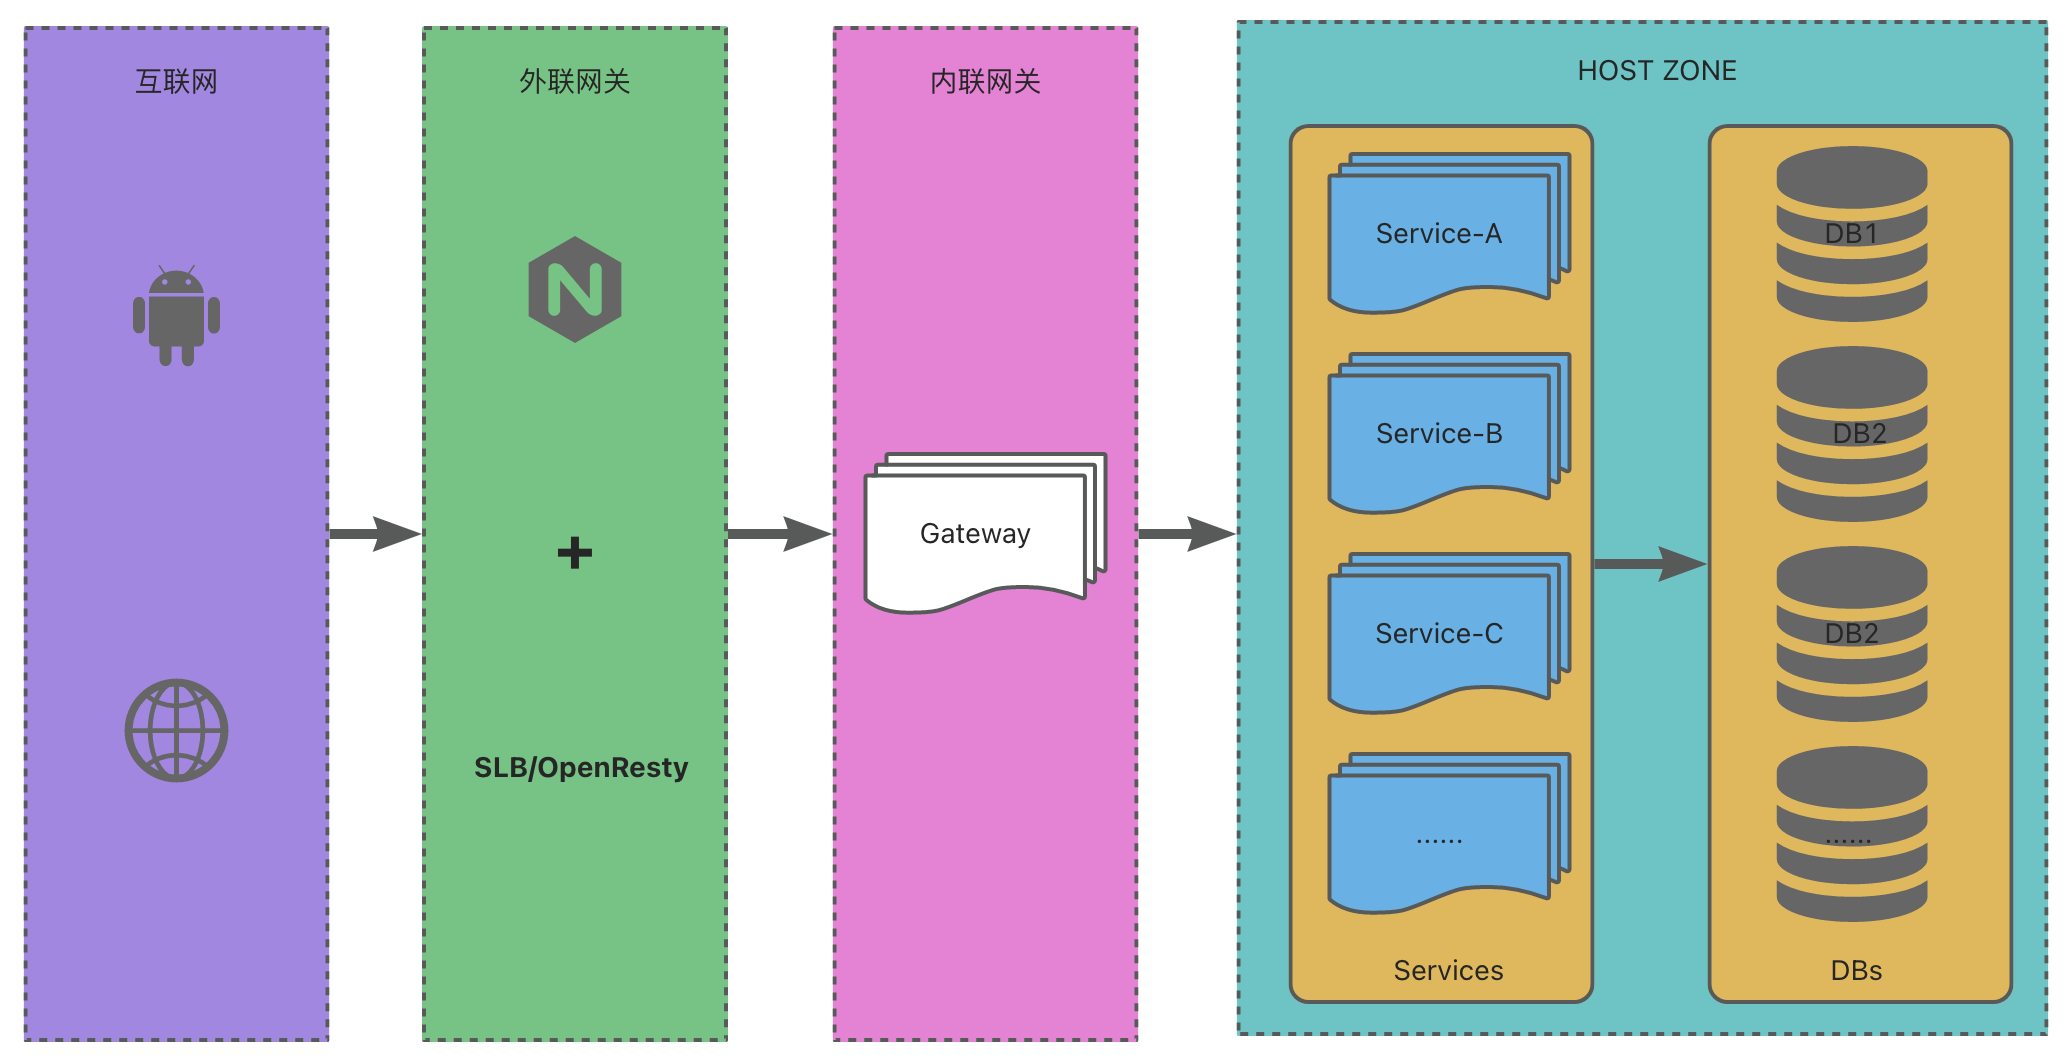 互联网
外联网关
+
SLB/OpenResty
内联网关
Gateway
HOST ZONE
Service-A
Service-B
Service-C
......
Services
DB1
DB2
DB2
......
DBs